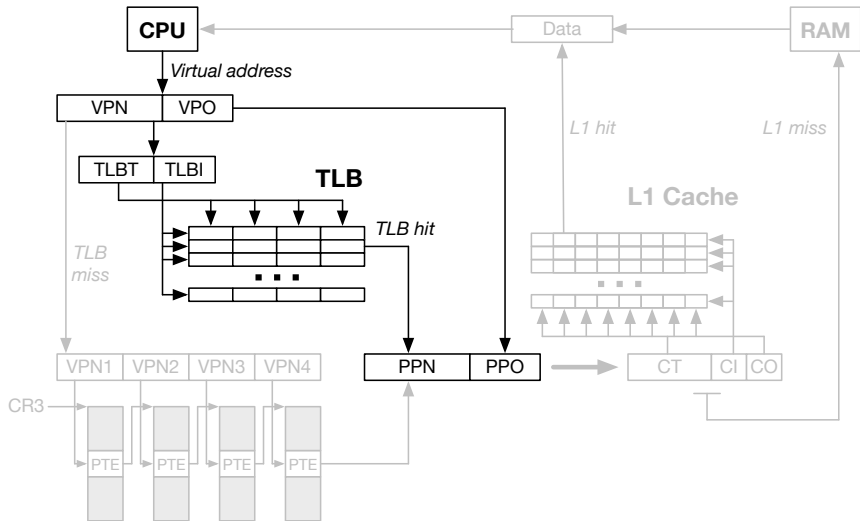 CPU
Data
RAM
Virtual address
VPN VPO
L1 hit
L1 miss
TLBT TLBI
TLB
L1 Cache
TLB hit
TLB
miss
...
...
VPN1 VPN2 VPN3 VPN4
PPN PPO
CT CI CO
CR3
PTE PTE PTE PTE